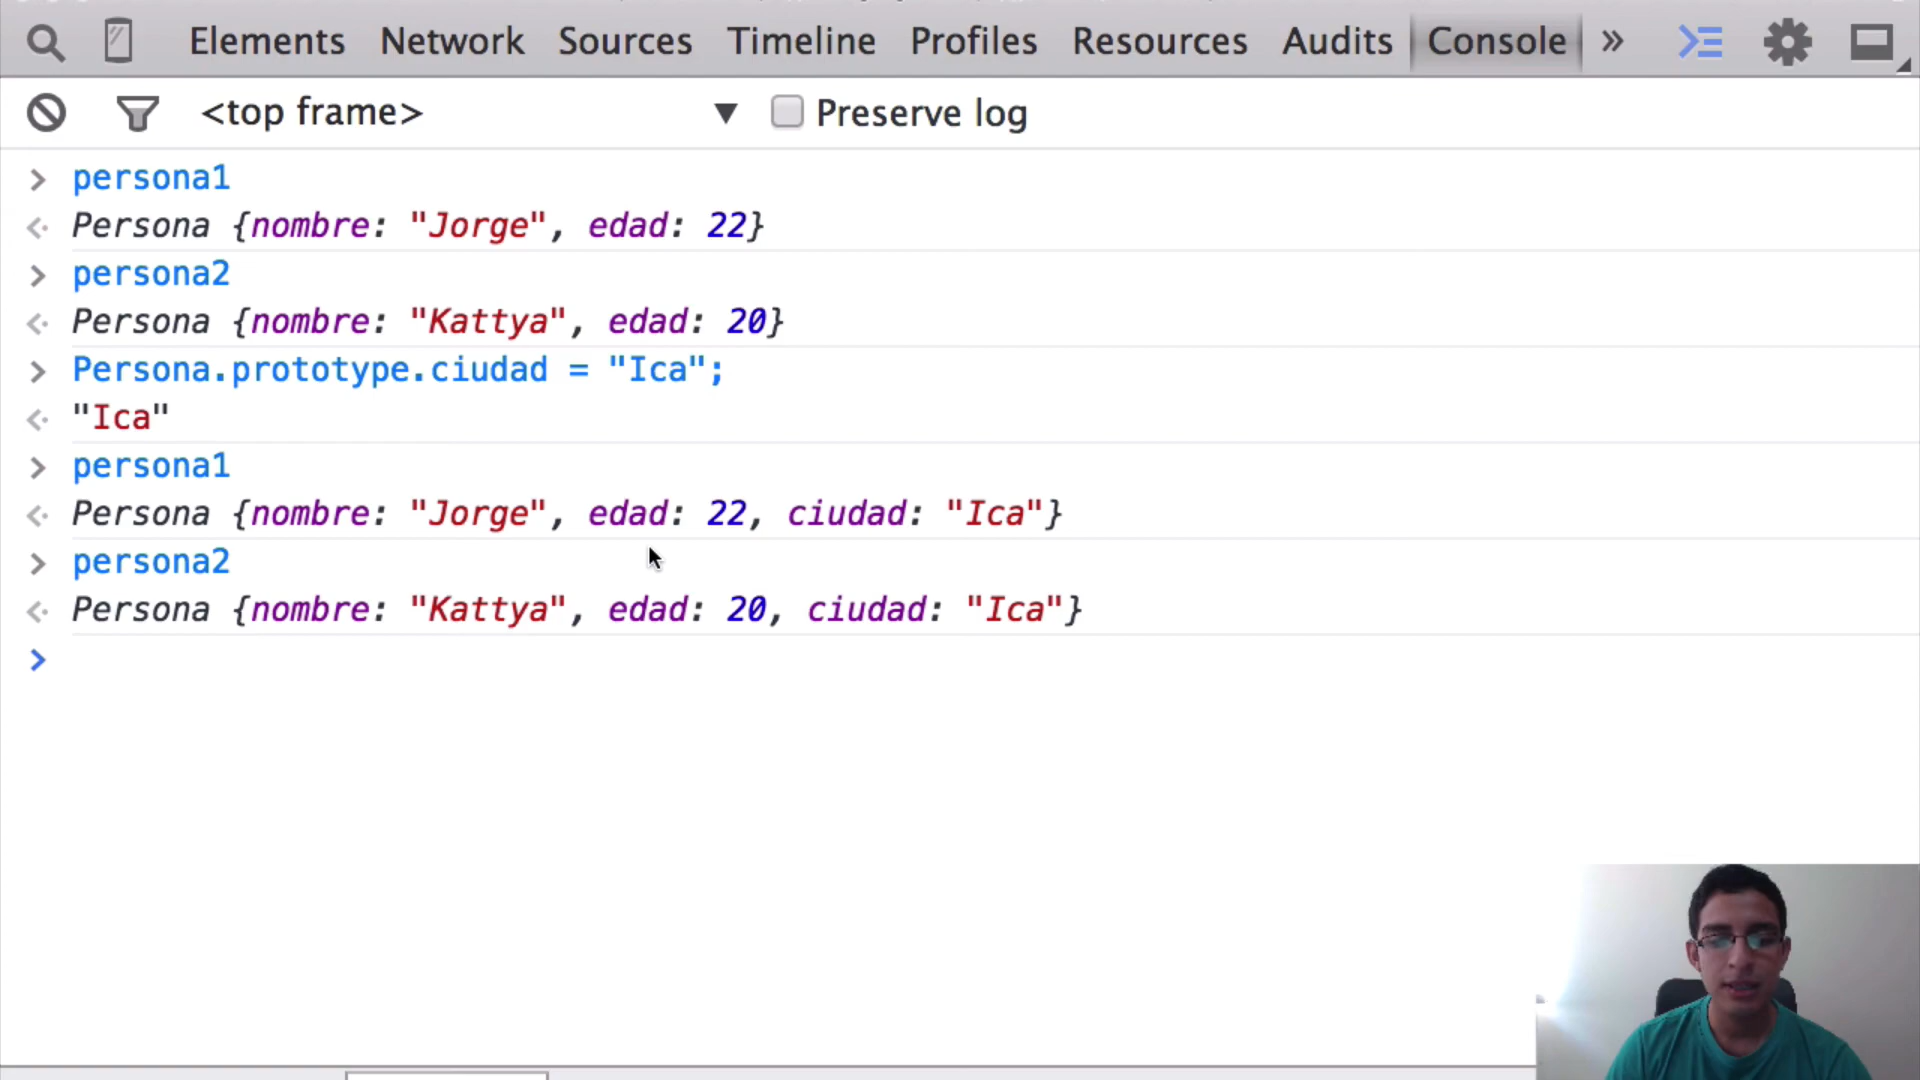 Elements Network Sources Timeline Profiles Resources Audits Console »
<top frame> ▼ Preserve log
> persona1
Persona {nombre: "Jorge", edad: 22}
> persona2
Persona {nombre: "Kattya", edad: 20}
> Persona.prototype.ciudad = "Ica";
"Ica"
> persona1
Persona {nombre: "Jorge", edad: 22, ciudad: "Ica"}
> persona2
Persona {nombre: "Kattya", edad: 20, ciudad: "Ica"}
>